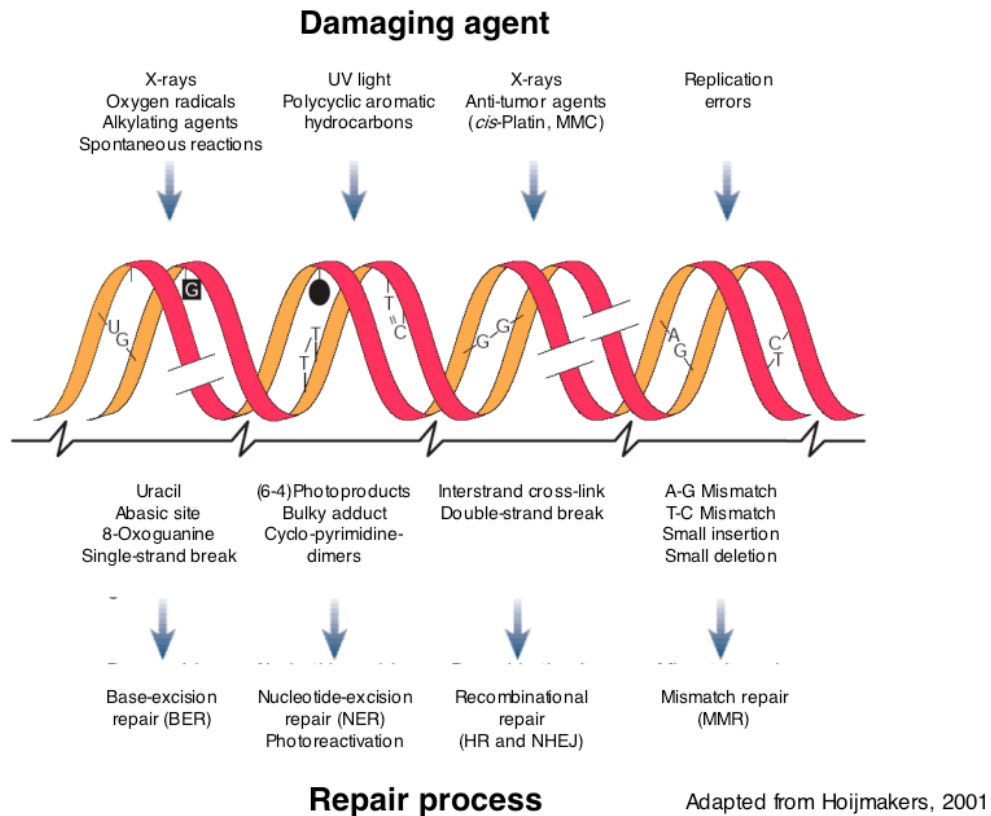 Damaging agent
X-rays
Oxygen radicals
Alkylating agents
Spontaneous reactions
UV light
Polycyclic aromatic
hydrocarbons
X-rays
Anti-tumor agents
(cis-Platin, MMC)
Replication
errors
U
G
G
T
T
T
C
G
G
A
G
C
T
Uracil
Abasic site
8-Oxoguanine
Single-strand break
(6-4)Photoproducts
Bulky adduct
Cyclo-pyrimidine-
dimers
Interstrand cross-link
Double-strand break
A-G Mismatch
T-C Mismatch
Small insertion
Small deletion
Base-excision
repair (BER)
Nucleotide-excision
repair (NER)
Photoreactivation
Recombinational
repair
(HR and NHEJ)
Mismatch repair
(MMR)
Repair process
Adapted from Hoijmakers, 2001